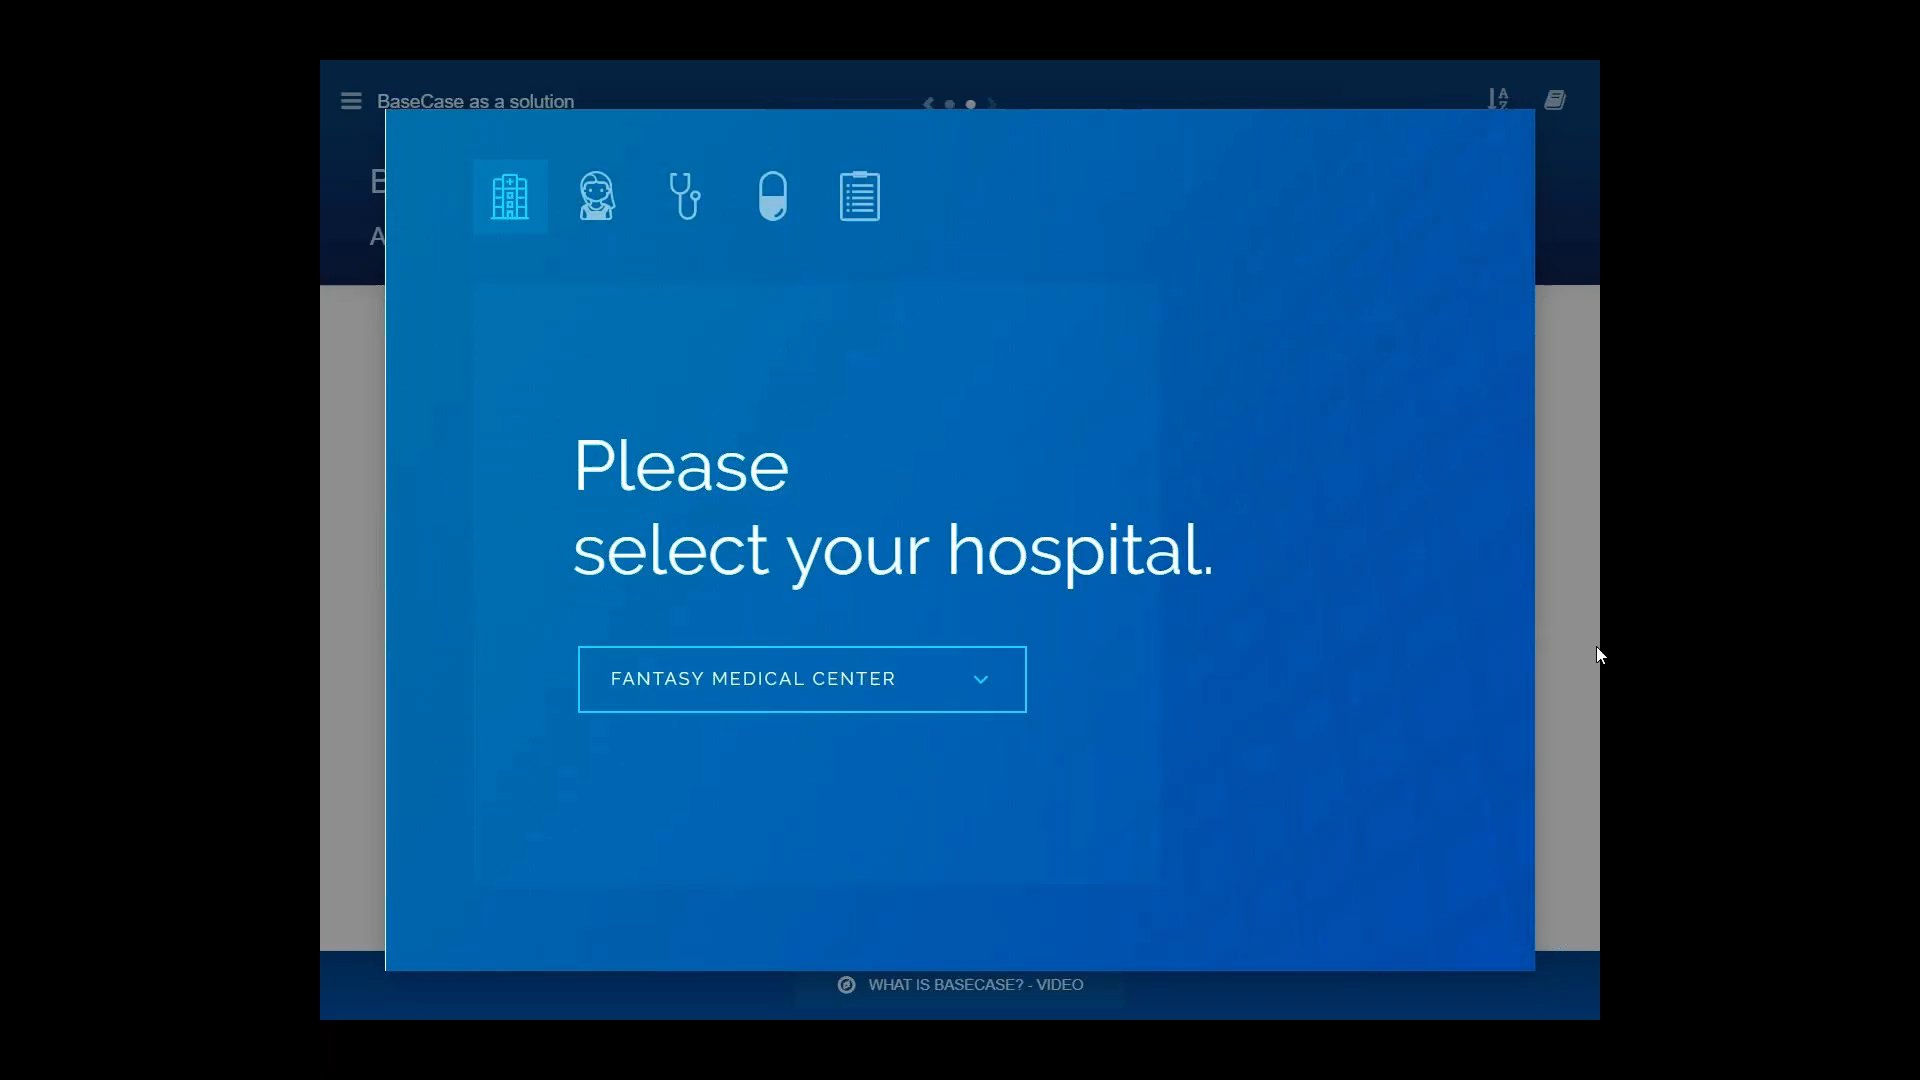 BaseCase as a solution
Please
select your hospital.
FANTASY MEDICAL CENTER
WHAT IS BASECASE? - VIDEO